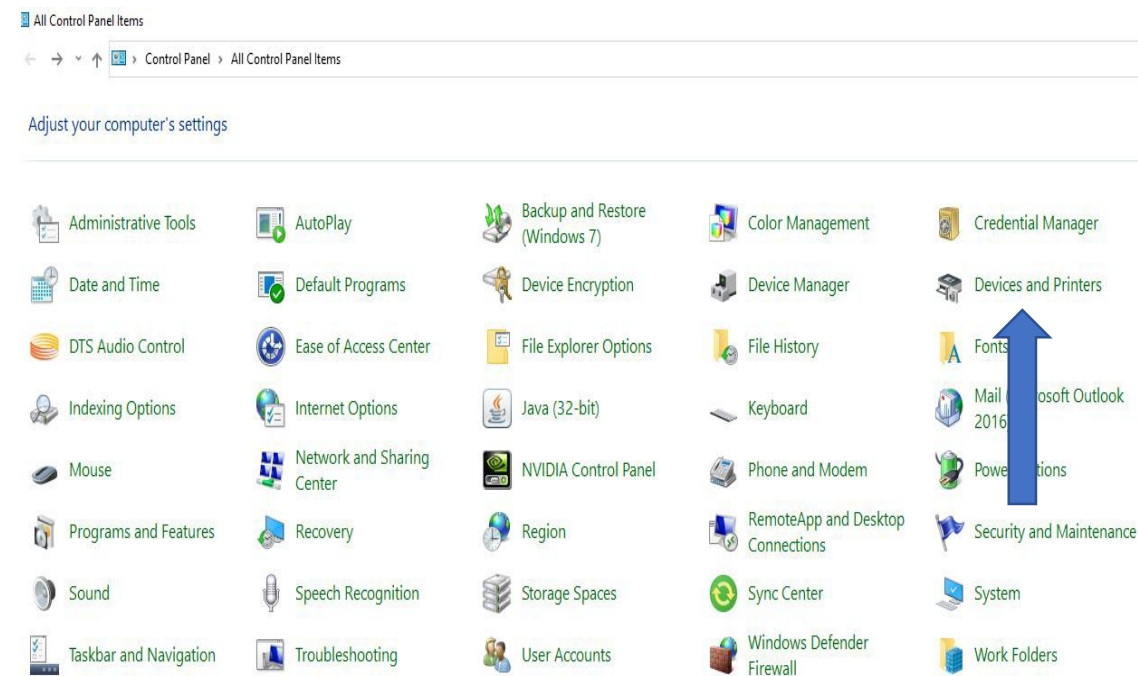 All Control Panel Items
Control Panel > All Control Panel Items
Adjust your computer's settings
Administrative Tools
AutoPlay
Backup and Restore
(Windows 7)
Color Management
Credential Manager
Date and Time
Default Programs
Device Encryption
Device Manager
Devices and Printers
DTS Audio Control
Ease of Access Center
File Explorer Options
File History
Fonts
Indexing Options
Internet Options
Java (32-bit)
Keyboard
Mail osoft Outlook
2016
Mouse
Network and Sharing
Center
NVIDIA Control Panel
Phone and Modem
Power tions
Programs and Features
Recovery
Region
RemoteApp and Desktop
Connections
Security and Maintenance
Sound
Speech Recognition
Storage Spaces
Sync Center
System
Taskbar and Navigation
Troubleshooting
User Accounts
Windows Defender
Firewall
Work Folders